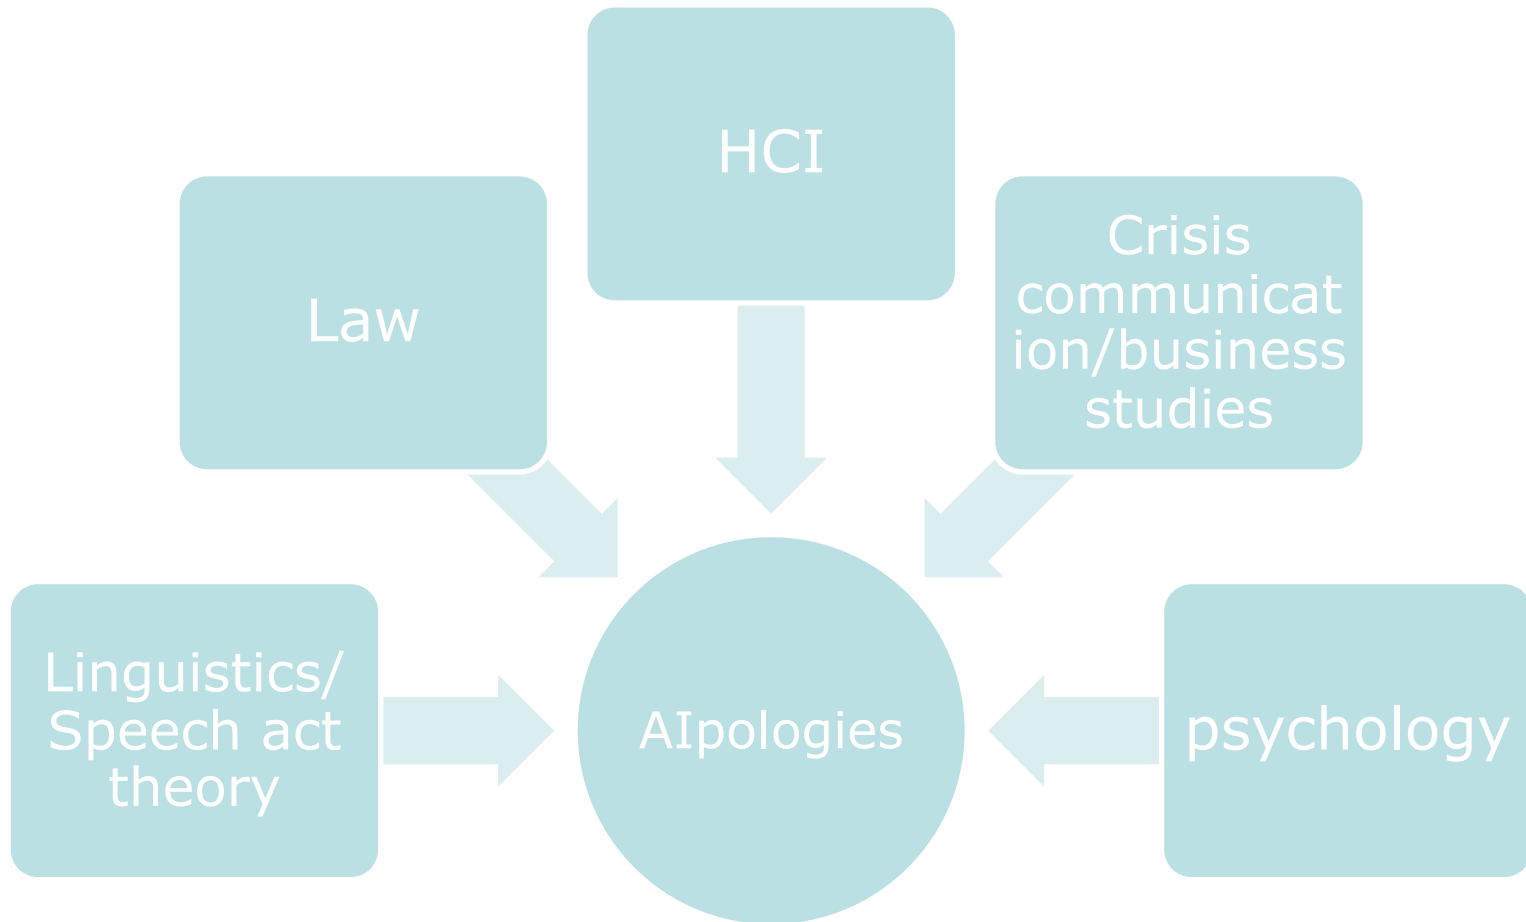 HCI
Law
Crisis
communicat
ion/business
studies
Linguistics/
Speech act
theory
AIpologies
psychology